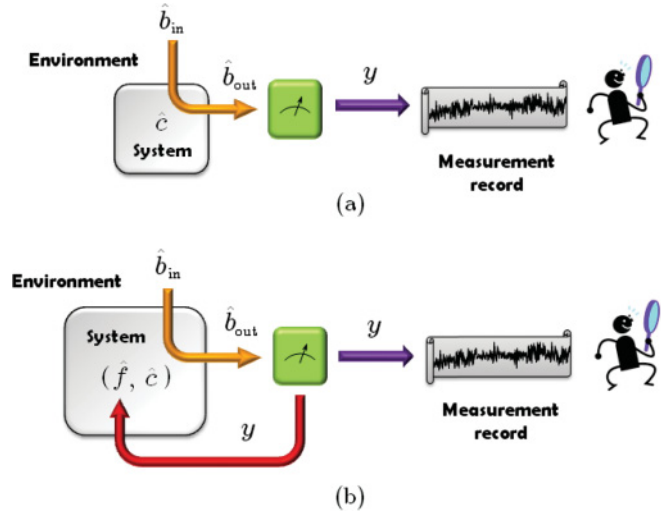 b̂in
Environment
b̂out
y
ĉ
System
Measurement
record
(a)
b̂in
Environment
System
b̂out
y
(f̂, ĉ)
y
Measurement
record
(b)